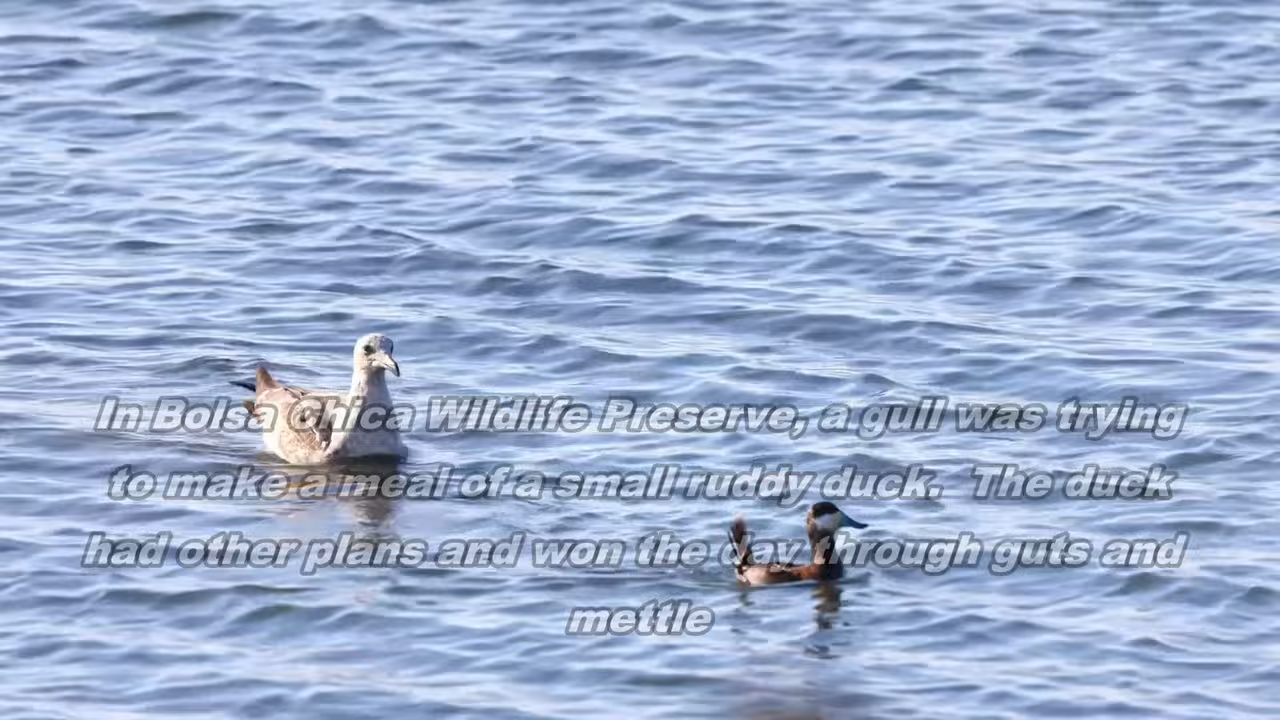 In Bolsa Chica Wildlife Preserve, a gull was trying
to make a meal of a small ruddy duck.  The duck
had other plans and won the day through guts and
mettle